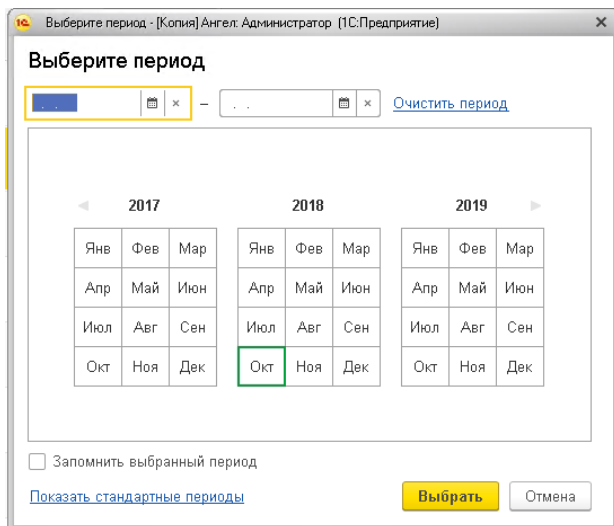 1С Выберите период - [Копия] Ангел: Администратор (1С:Предприятие) ×
Выберите период
. . × – . . × Очистить период
2017 2018 2019
Янв Фев Мар Янв Фев Мар Янв Фев Мар
Апр Май Июн Апр Май Июн Апр Май Июн
Июл Авг Сен Июл Авг Сен Июл Авг Сен
Окт Ноя Дек Окт Ноя Дек Окт Ноя Дек
Запомнить выбранный период
Показать стандартные периоды Выбрать Отмена